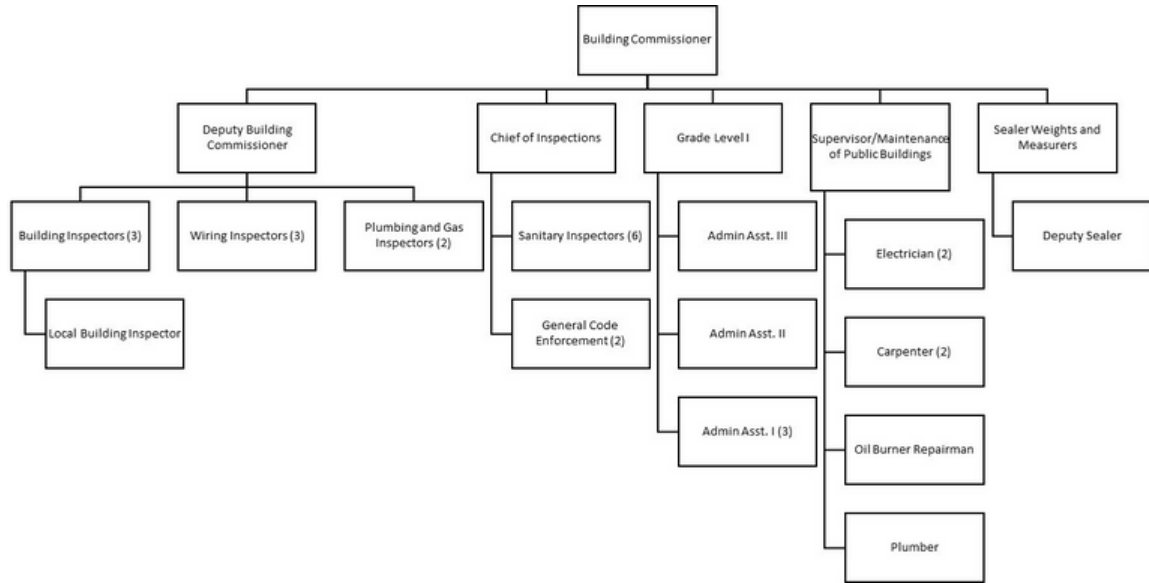 Building Commissioner
Deputy Building
Commissioner
Chief of Inspections
Grade Level I
Supervisor/Maintenance
of Public Buildings
Sealer Weights and
Measurers
Building Inspectors (3)
Wiring Inspectors (3)
Plumbing and Gas
Inspectors (2)
Sanitary Inspectors (6)
Admin Asst. III
Electrician (2)
Deputy Sealer
Local Building Inspector
General Code
Enforcement (2)
Admin Asst. II
Carpenter (2)
Admin Asst. I (3)
Oil Burner Repairman
Plumber